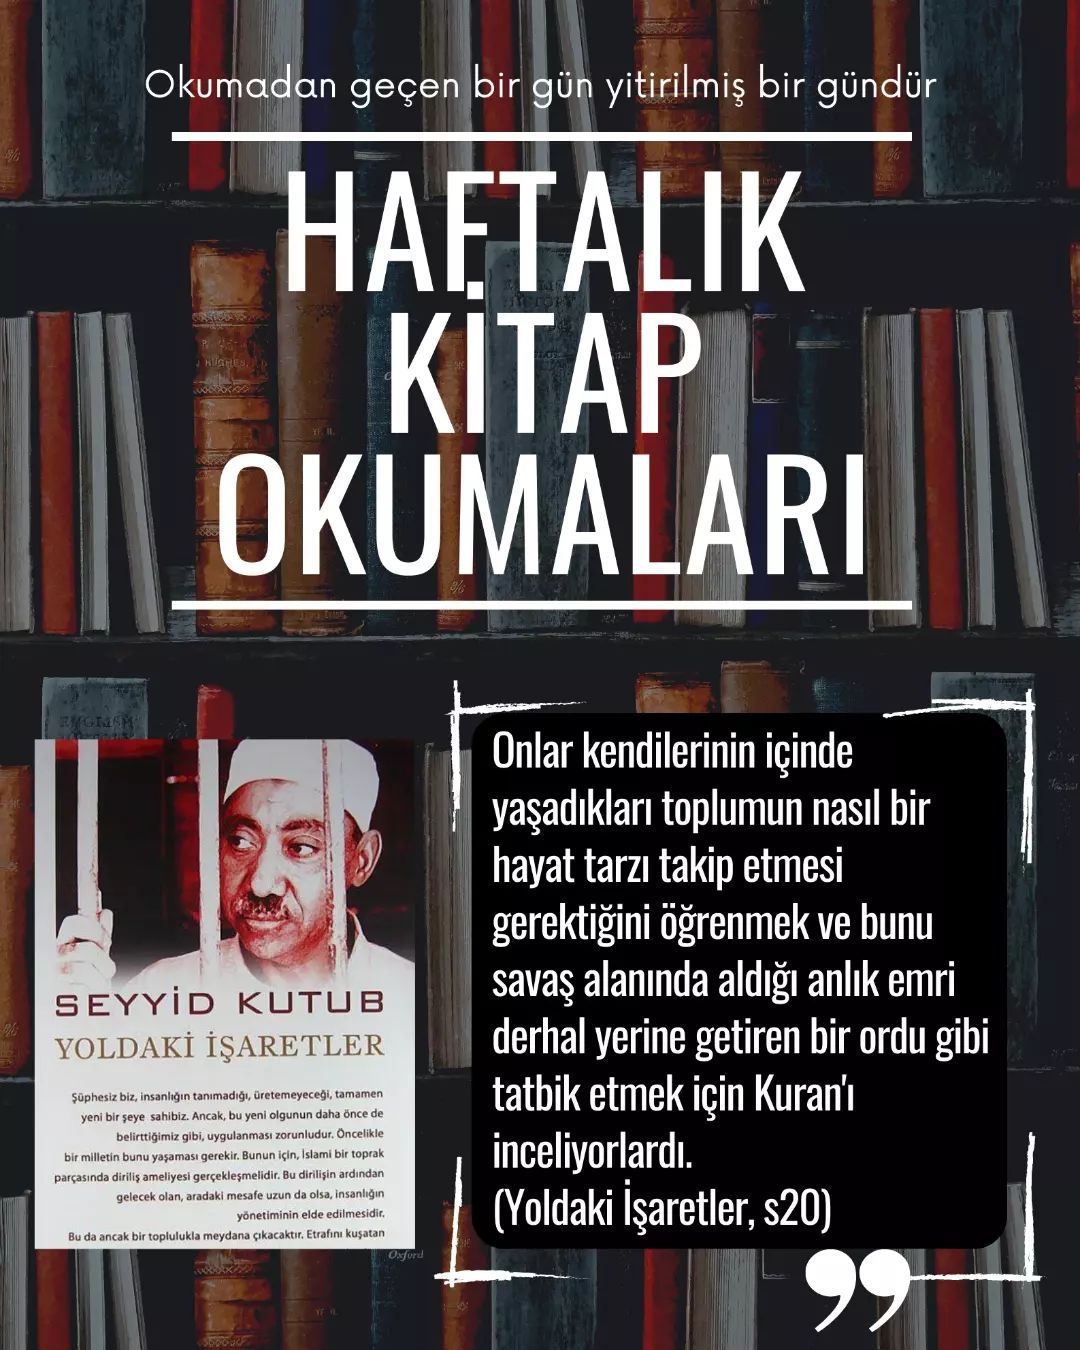 Okumadan geçen bir gün yitirilmiş bir gündür
HAFTALIK
KİTAP
OKUMALARI
Onlar kendilerinin içinde
yaşadıkları toplumun nasıl bir
hayat tarzı takip etmesi
gerektiğini öğrenmek ve bunu
savaş alanında aldığı anlık emri
derhal yerine getiren bir ordu gibi
tatbik etmek için Kuran'ı
inceliyorlardı.
(Yoldaki İşaretler, s20)
SEYYİD KUTUB
YOLDAKİ İŞARETLER
Şüphesiz biz, insanlığın tanımadığı, üretemeyeceği, tamamen
yeni bir şeye sahibiz. Ancak, bu yeni olgunun daha önce de
belirttiğimiz gibi, uygulanması zorunludur. Öncelikle
bir milletin bunu yaşaması gerekir. Bunun için, İslami bir toprak
parçasında diriliş ameliyesi gerçekleşmelidir. Bu dirilişin ardından
gelecek olan, aradaki mesafe uzun da olsa, insanlığın
yönetiminin elde edilmesidir.
Bu da ancak bir toplulukla meydana çıkacaktır. Etrafını kuşatan
Oxford
ENGLISH